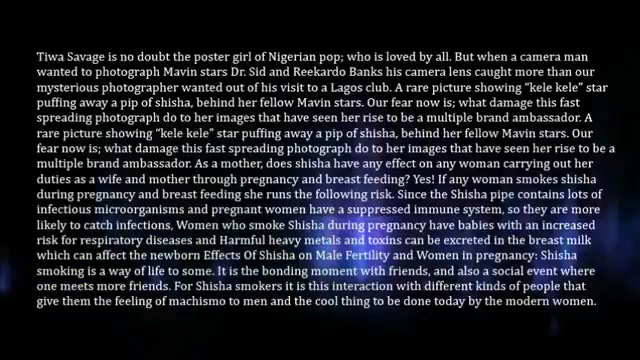 Tiwa Savage is no doubt the poster girl of Nigerian pop; who is loved by all. But when a camera man
wanted to photograph Mavin stars Dr. Sid and Reekardo Banks his camera lens caught more than our
mysterious photographer wanted out of his visit to a Lagos club. A rare picture showing “kele kele” star
puffing away a pip of shisha, behind her fellow Mavin stars. Our fear now is; what damage this fast
spreading photograph do to her images that have seen her rise to be a multiple brand ambassador. A
rare picture showing “kele kele” star puffing away a pip of shisha, behind her fellow Mavin stars. Our
fear now is; what damage this fast spreading photograph do to her images that have seen her rise to be a
multiple brand ambassador. As a mother, does shisha have any effect on any woman carrying out her
duties as a wife and mother through pregnancy and breast feeding? Yes! If any woman smokes shisha
during pregnancy and breast feeding she runs the following risk. Since the Shisha pipe contains lots of
infectious microorganisms and pregnant women have a suppressed immune system, so they are more
likely to catch infections, Women who smoke Shisha during pregnancy have babies with an increased
risk for respiratory diseases and Harmful heavy metals and toxins can be excreted in the breast milk
which can affect the newborn Effects Of Shisha on Male Fertility and Women in pregnancy: Shisha
smoking is a way of life to some. It is the bonding moment with friends, and also a social event where
one meets more friends. For Shisha smokers it is this interaction with different kinds of people that
give them the feeling of machismo to men and the cool thing to be done today by the modern women.